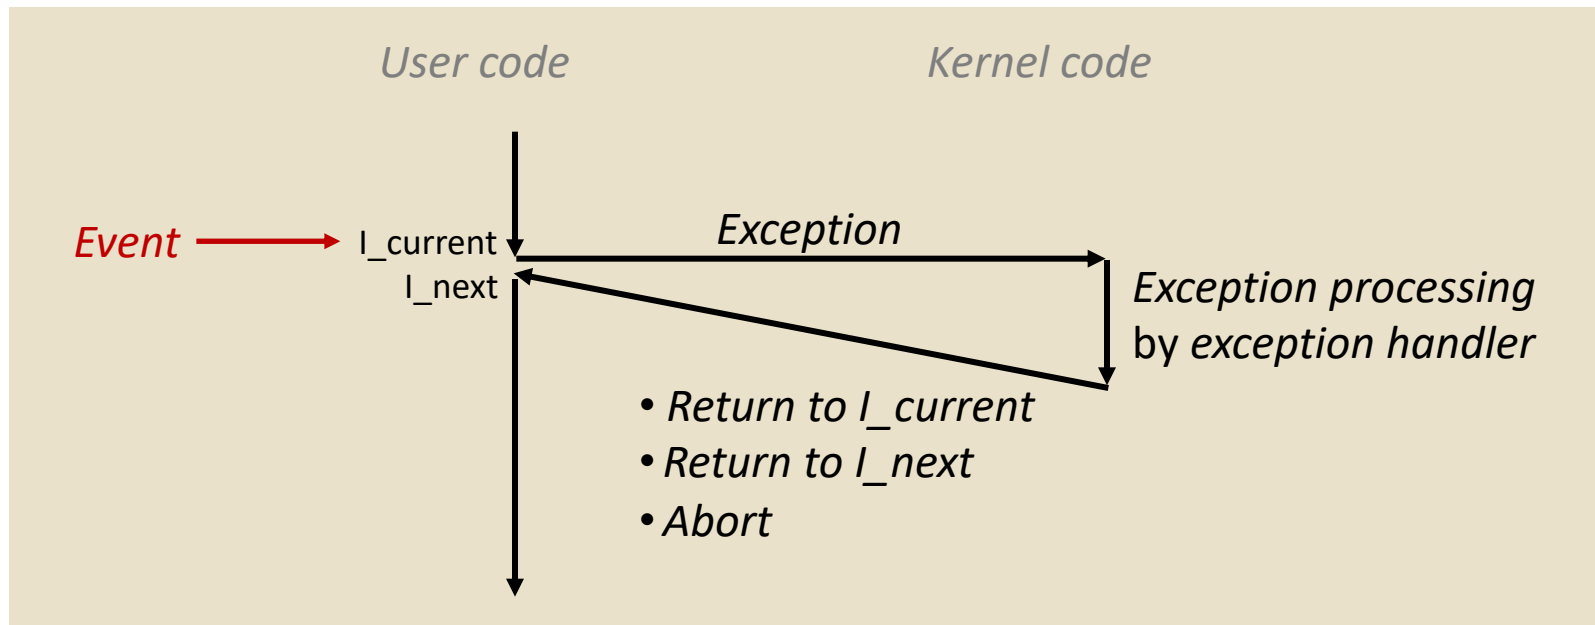 User code
Kernel code
Event
I_current
Exception
I_next
Exception processing
by exception handler
• Return to I_current
• Return to I_next
• Abort